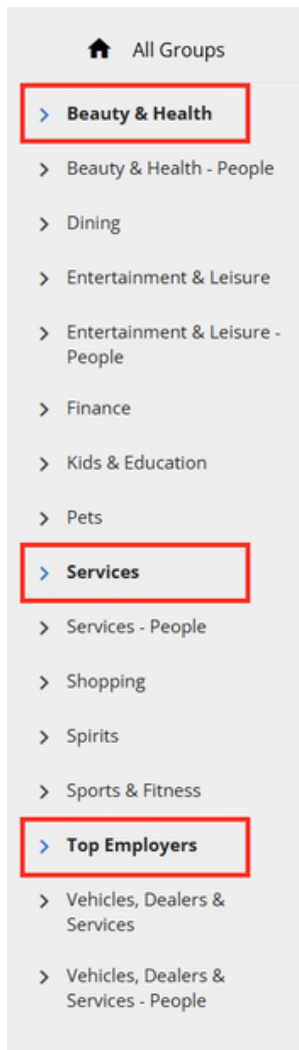 All Groups
Beauty & Health
Beauty & Health - People
Dining
Entertainment & Leisure
Entertainment & Leisure -
People
Finance
Kids & Education
Pets
Services
Services - People
Shopping
Spirits
Sports & Fitness
Top Employers
Vehicles, Dealers &
Services
Vehicles, Dealers &
Services - People